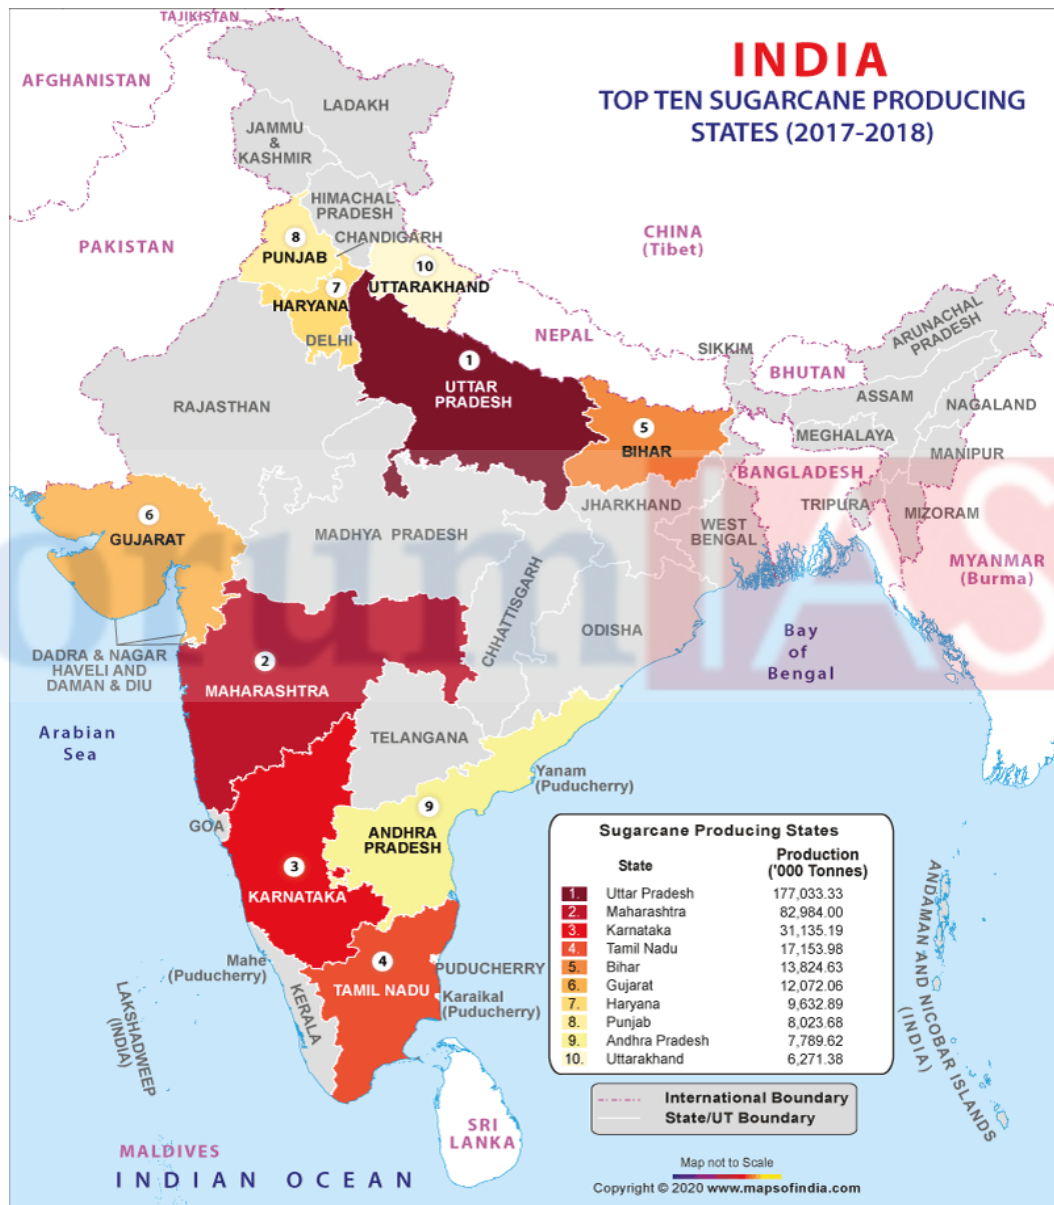 INDIA
TOP TEN SUGARCANE PRODUCING
STATES (2017-2018)
TAJIKISTAN
AFGHANISTAN
LADAKH
JAMMU
&
KASHMIR
HIMACHAL
PRADESH
PAKISTAN
CHINA
(Tibet)
8
PUNJAB
CHANDIGARH
10
UTTARAKHAND
7
HARYANA
DELHI
NEPAL
SIKKIM
ARUNACHAL
PRADESH
BHUTAN
1
UTTAR
PRADESH
RAJASTHAN
ASSAM
NAGALAND
5
BIHAR
MEGHALAYA
MANIPUR
BANGLADESH
JHARKHAND
TRIPURA
MIZORAM
6
GUJARAT
MADHYA PRADESH
WEST
BENGAL
MYANMAR
(Burma)
orumIAS
CHHATTISGARH
ODISHA
Bay
of
Bengal
DADRA & NAGAR
HAVELI AND
DAMAN & DIU
2
MAHARASHTRA
Arabian
Sea
TELANGANA
Yanam
(Puducherry)
GOA
9
ANDHRA
PRADESH
3
KARNATAKA
Mahe
(Puducherry)
4
TAMIL NADU
PUDUCHERRY
Karaikal
(Puducherry)
KERALA
LAKSHADWEEP
(INDIA)
ANDAMAN AND NICOBAR ISLANDS
(INDIA)
SRI
LANKA
MALDIVES
INDIAN OCEAN
Sugarcane Producing States
State Production
('000 Tonnes)
1. Uttar Pradesh 177,033.33
2. Maharashtra 82,984.00
3. Karnataka 31,135.19
4. Tamil Nadu 17,153.98
5. Bihar 13,824.63
6. Gujarat 12,072.06
7. Haryana 9,632.89
8. Punjab 8,023.68
9. Andhra Pradesh 7,789.62
10. Uttarakhand 6,271.38
International Boundary
State/UT Boundary
Map not to Scale
Copyright © 2020 www.mapsofindia.com